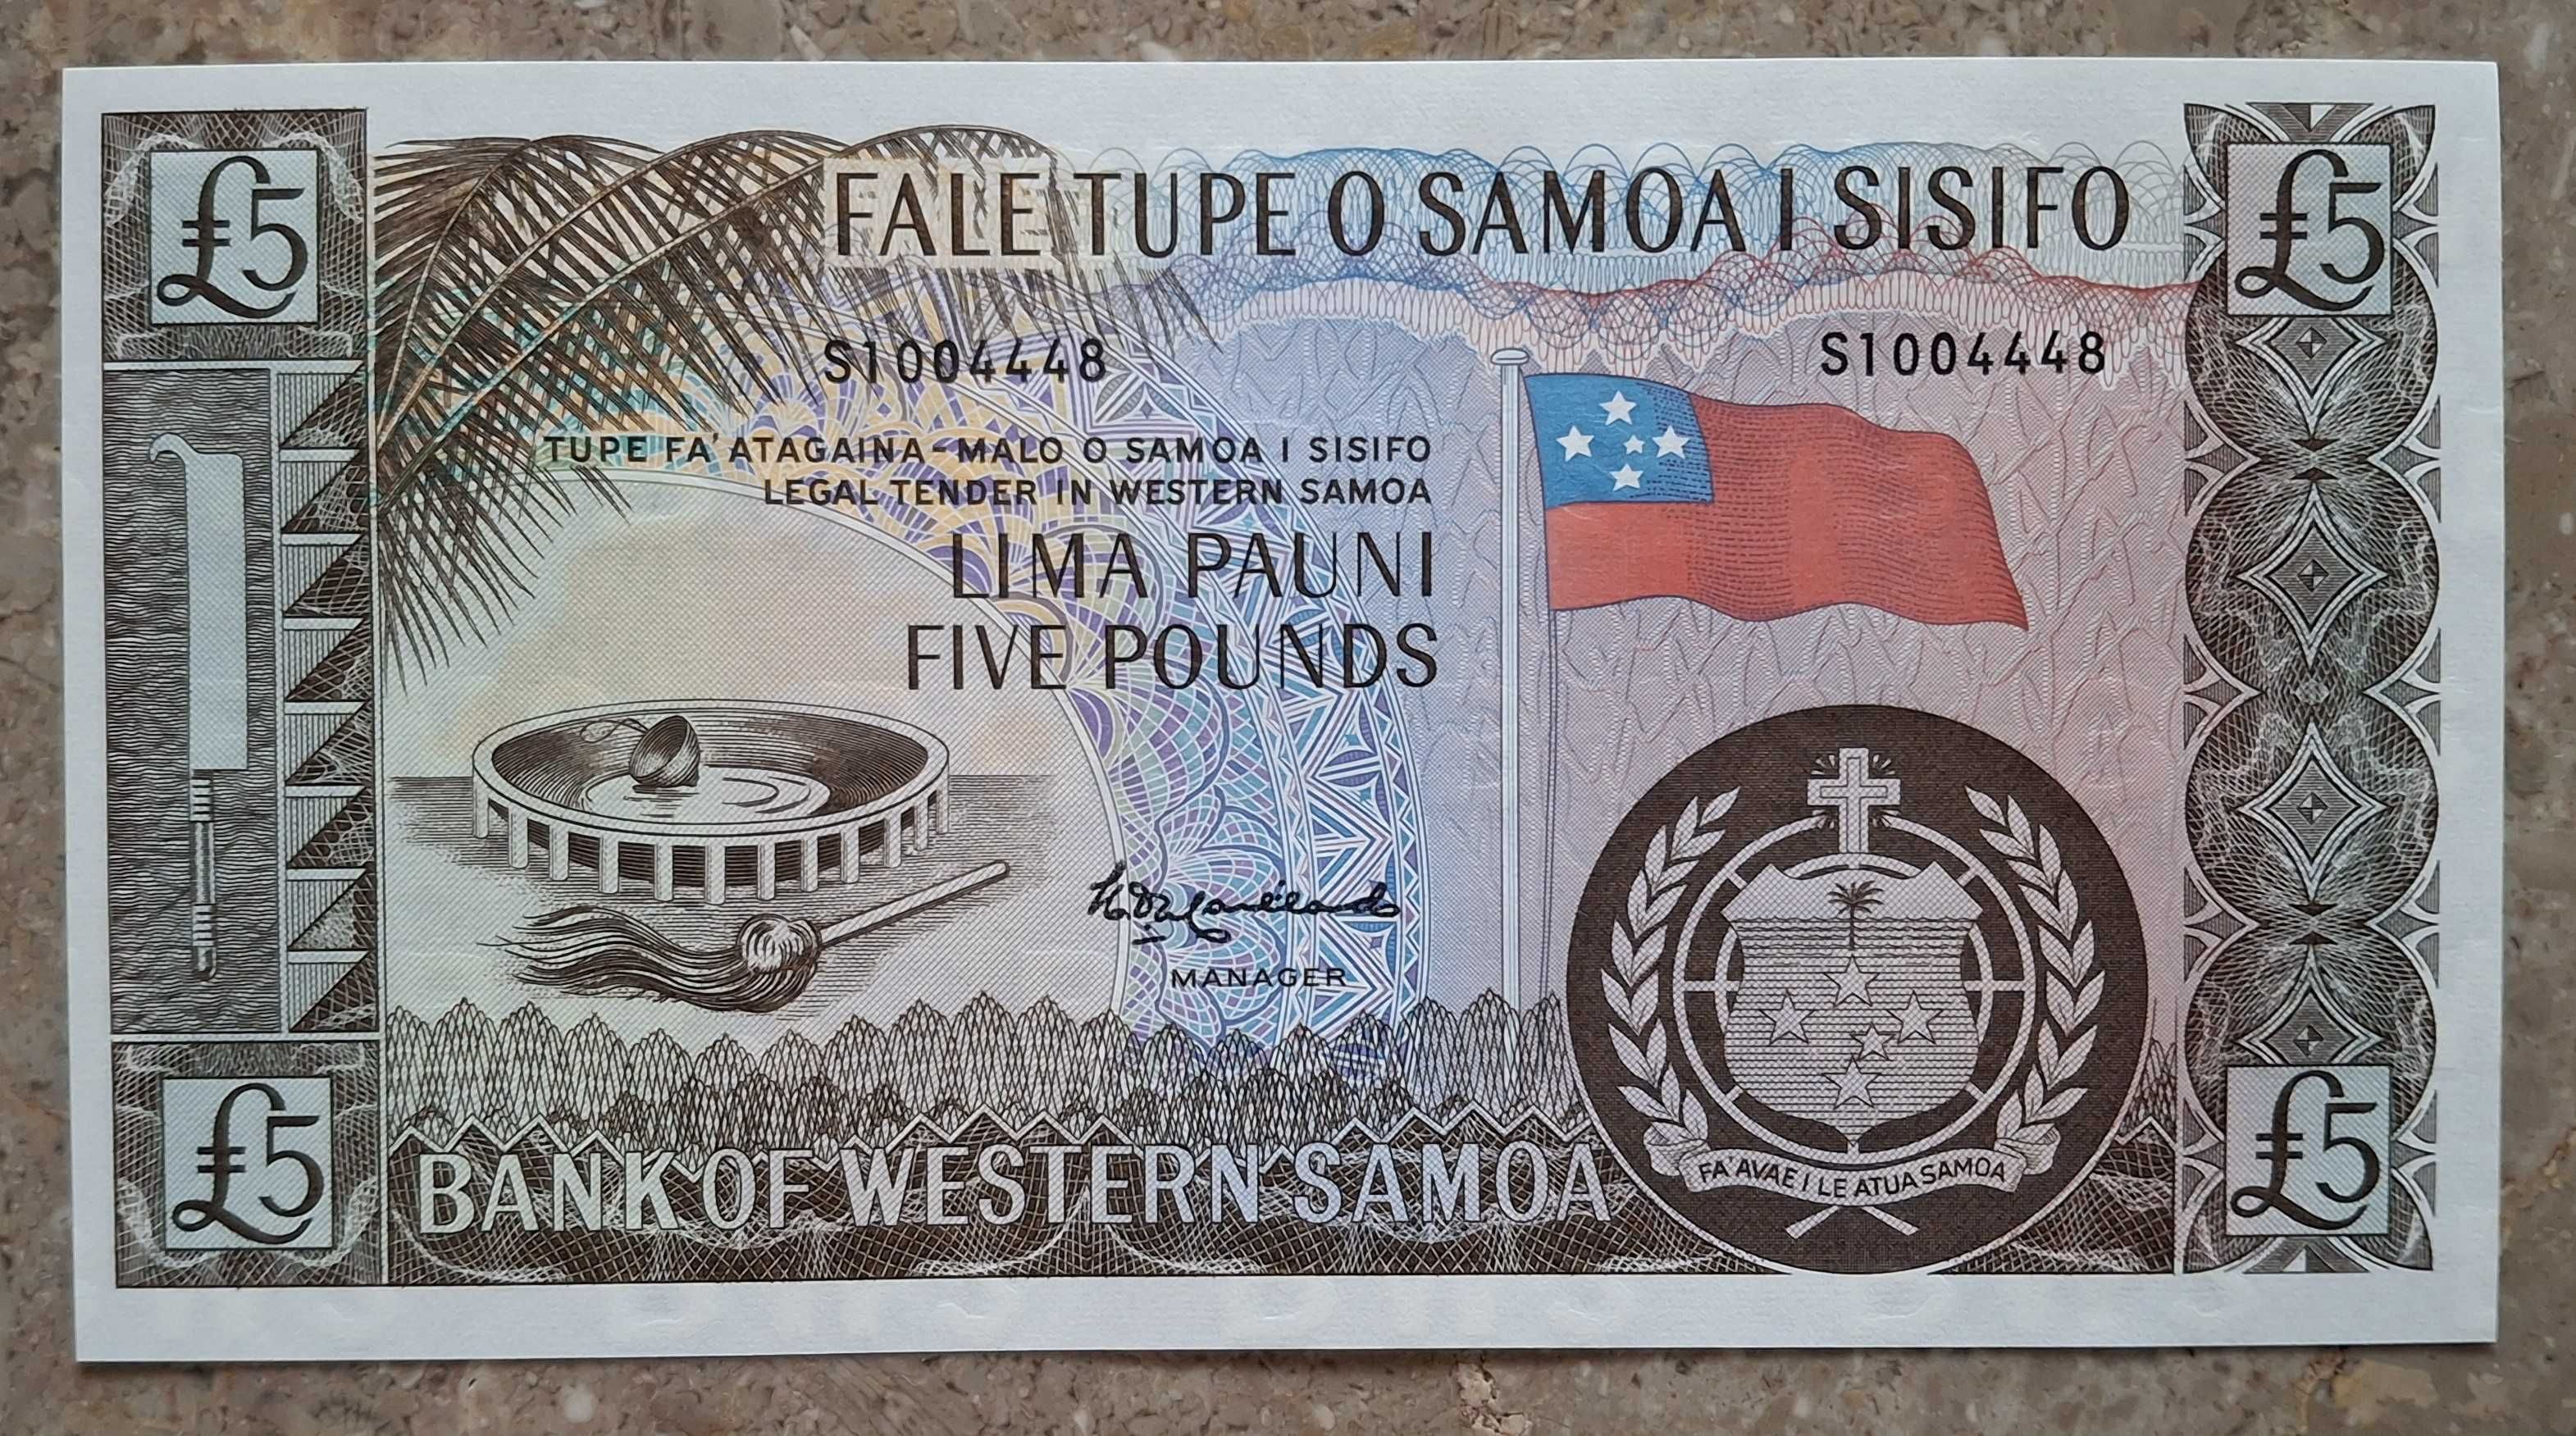 £5
FALE TUPE O SAMOA I SISIFO
£5
S1004448
S1004448
TUPE FA'ATAGAINA-MALO O SAMOA I SISIFO
LEGAL TENDER IN WESTERN SAMOA
LIMA PAUNI
FIVE POUNDS
MANAGER
£5
BANK OF WESTERN SAMOA
FA'AVAE I LE ATUA SAMOA
£5